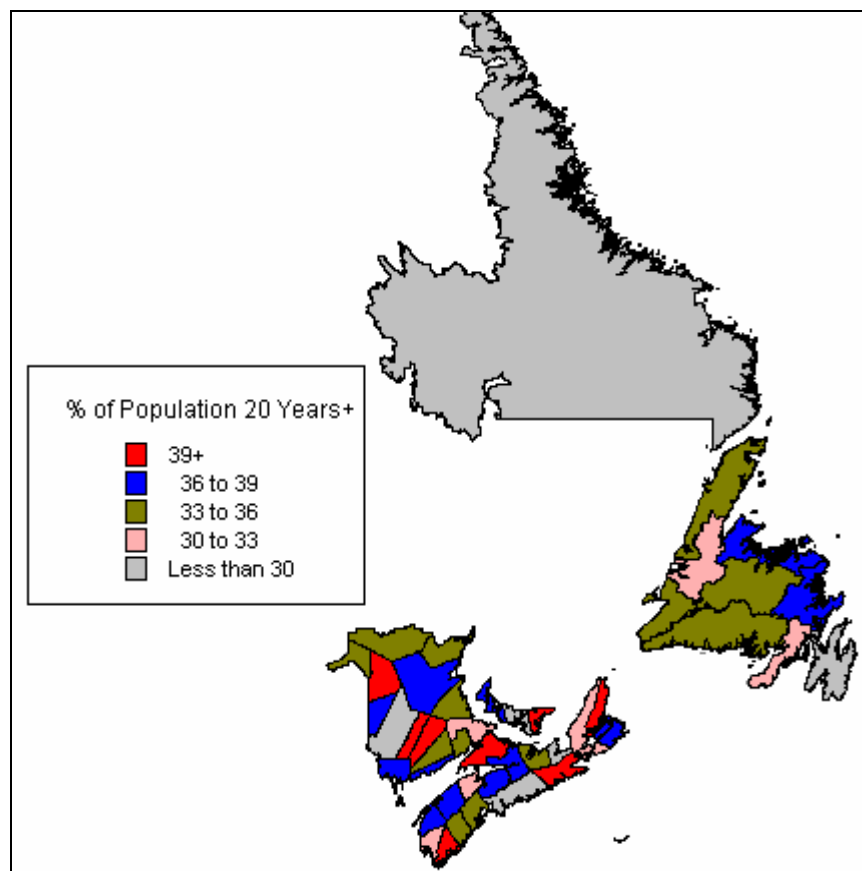 % of Population 20 Years+
39+
36 to 39
33 to 36
30 to 33
Less than 30